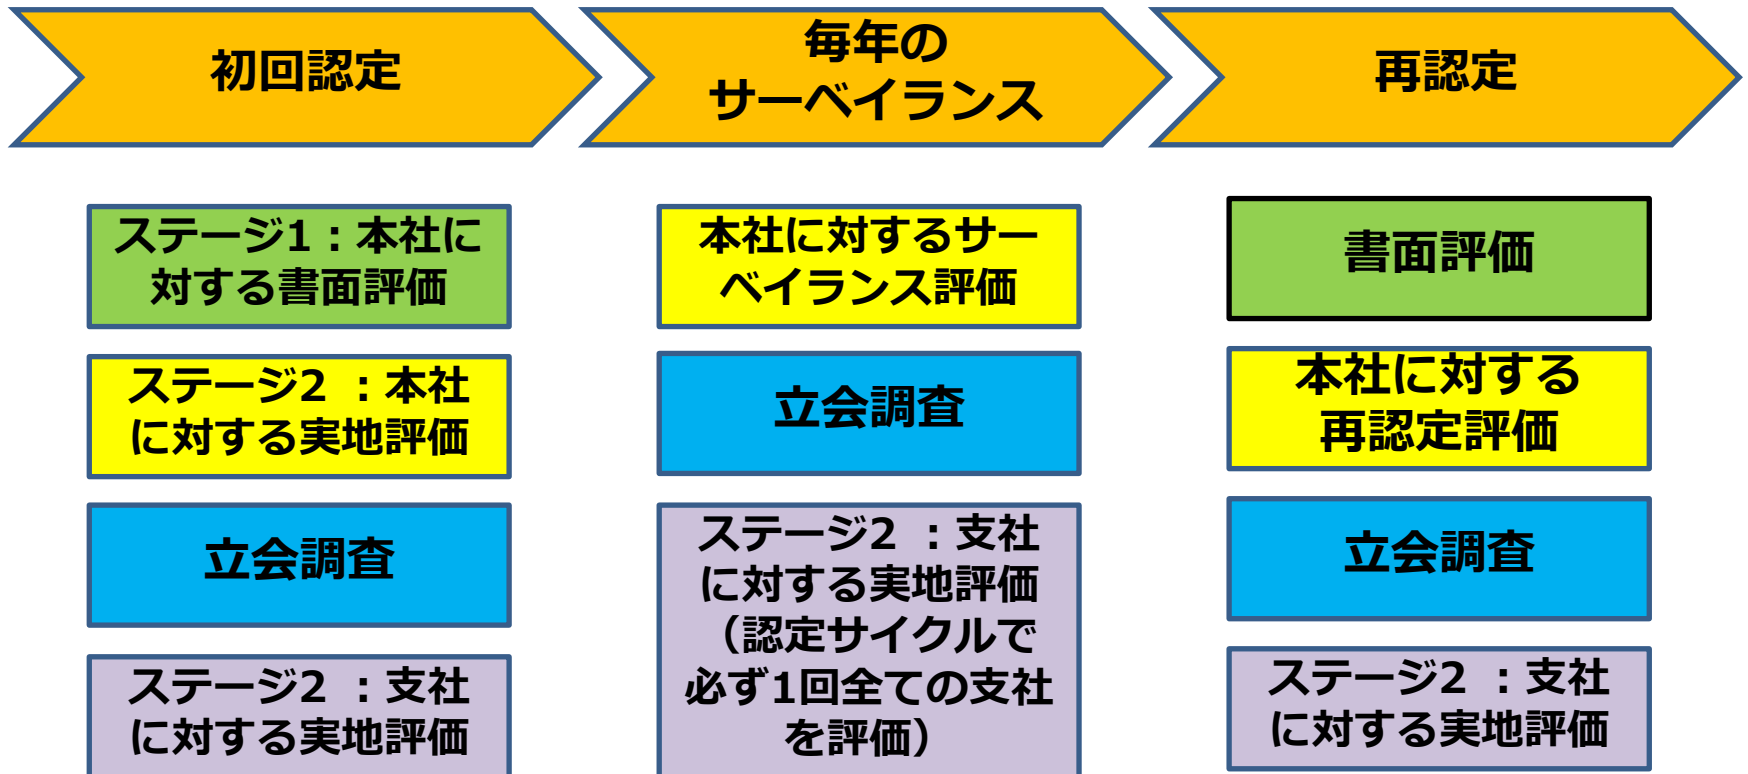 初回認定
毎年の
サーベイランス
再認定
ステージ1：本社に
対する書面評価
ステージ2 ：本社
に対する実地評価
立会調査
ステージ2 ：支社
に対する実地評価
本社に対するサー
ベイランス評価
立会調査
ステージ2 ：支社
に対する実地評価
（認定サイクルで
必ず1回全ての支社
を評価）
書面評価
本社に対する
再認定評価
立会調査
ステージ2 ：支社
に対する実地評価